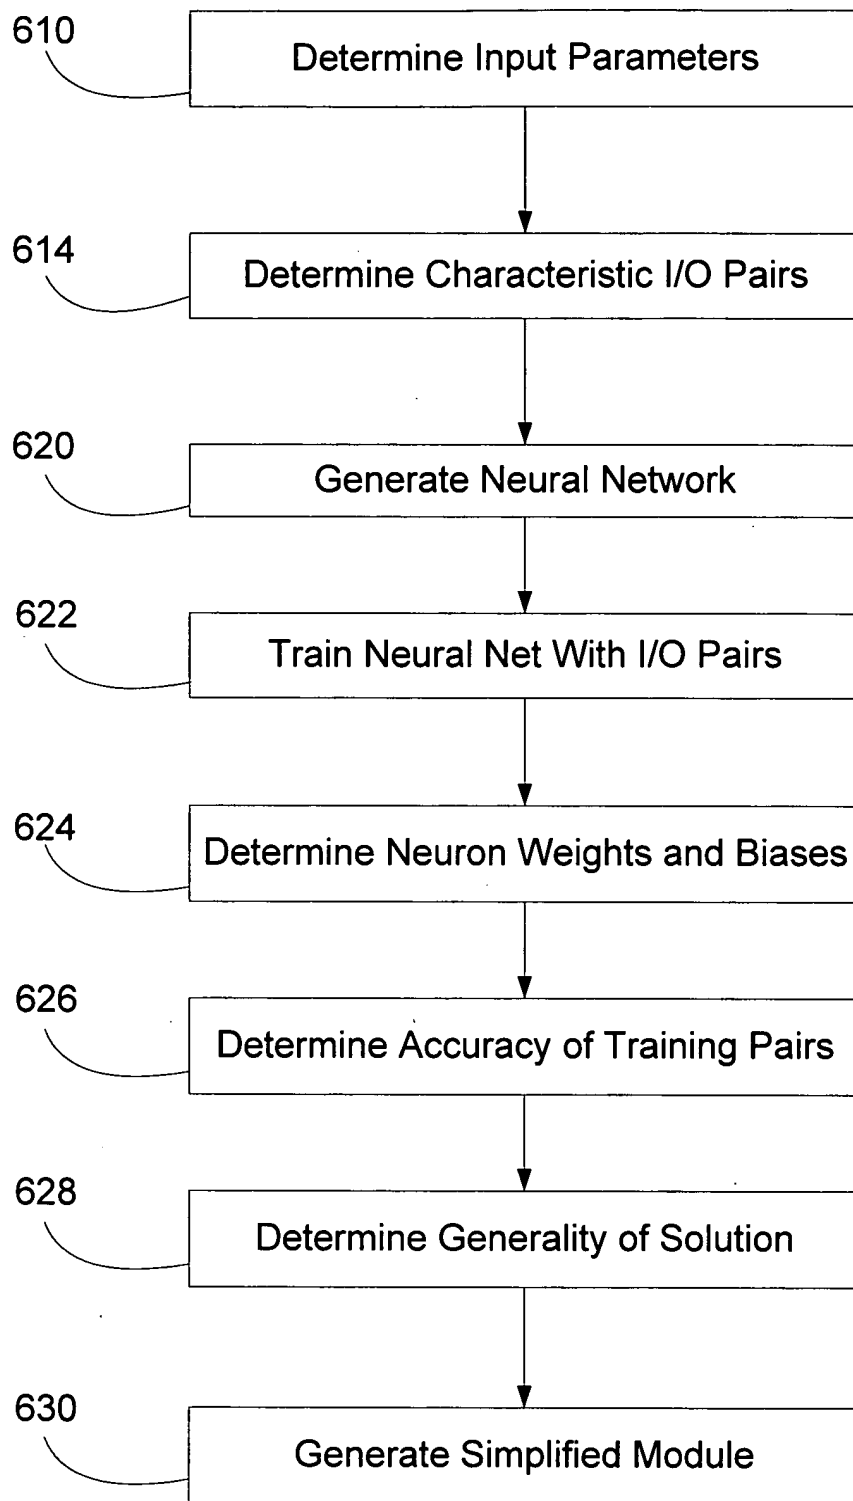 610
Determine Input Parameters
614
Determine Characteristic I/O Pairs
620
Generate Neural Network
622
Train Neural Net With I/O Pairs
624
Determine Neuron Weights and Biases
626
Determine Accuracy of Training Pairs
628
Determine Generality of Solution
630
Generate Simplified Module